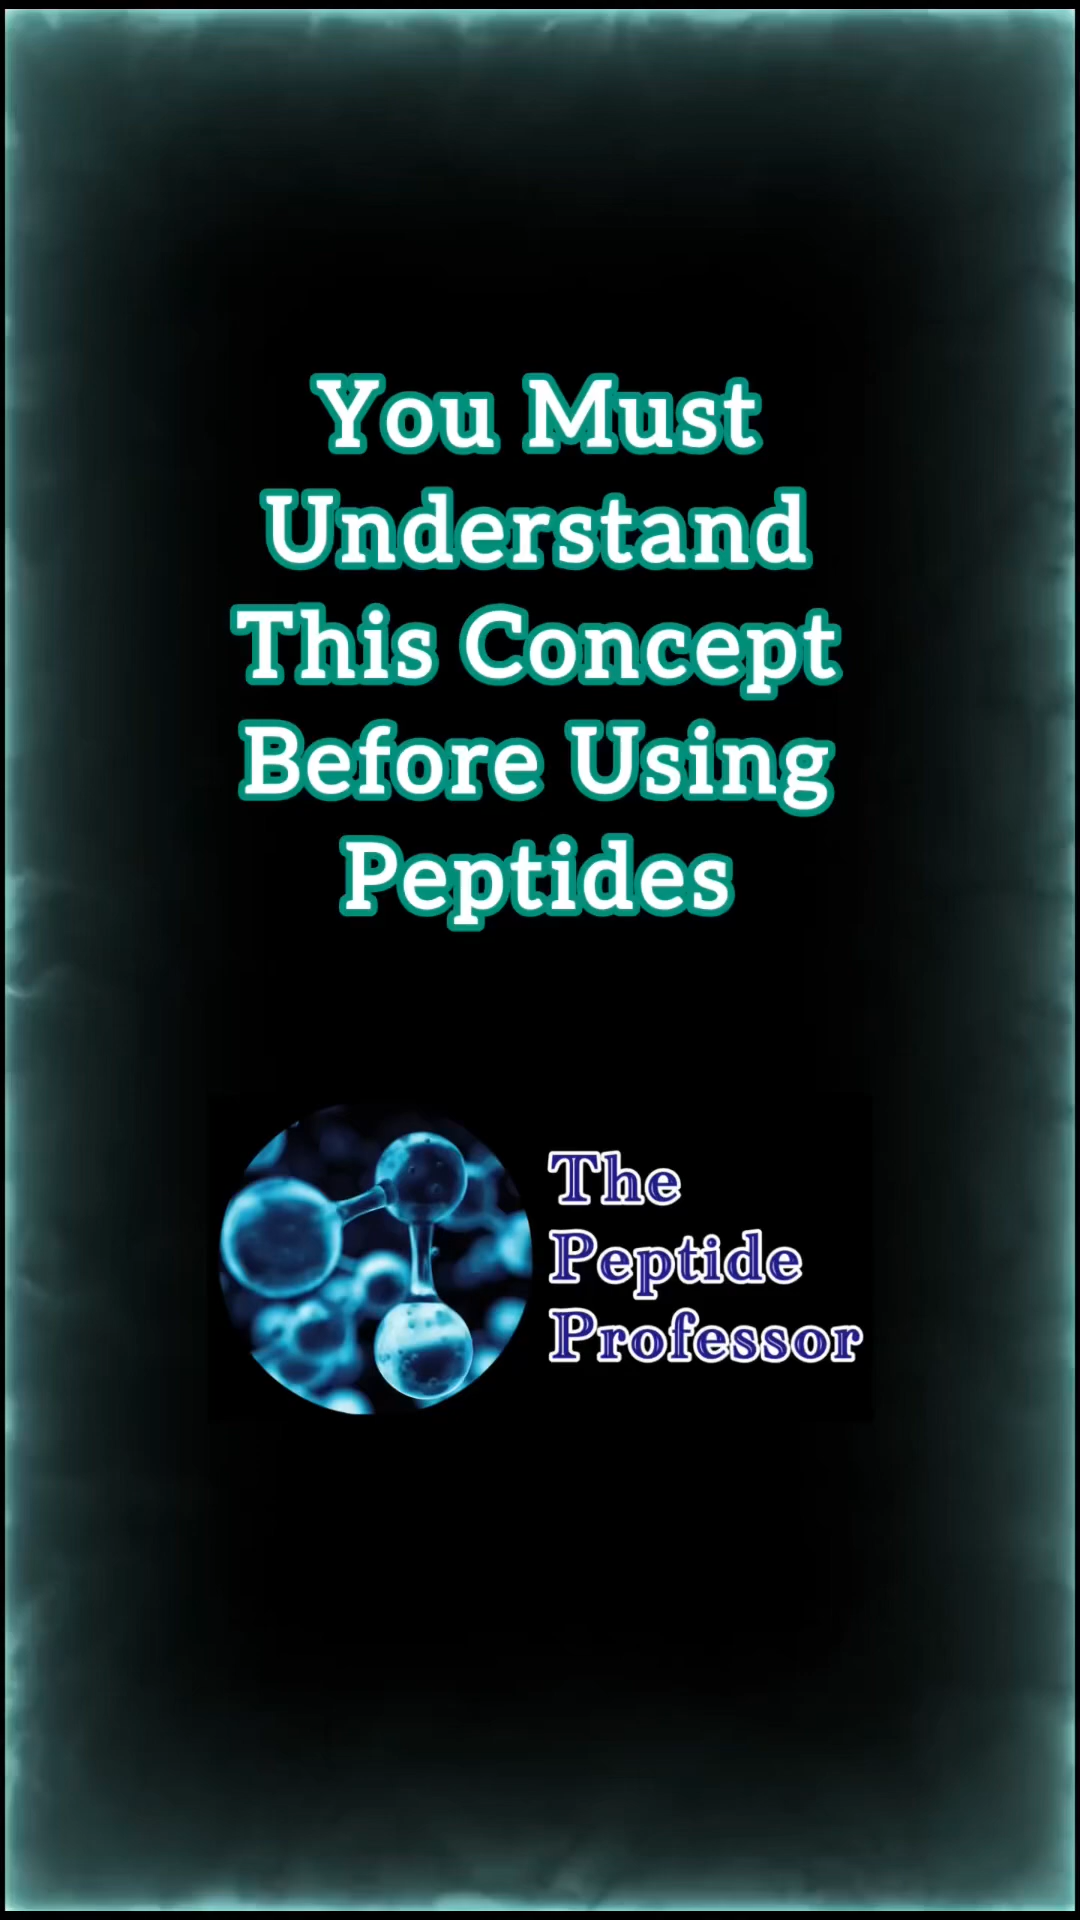 You Must
Understand
This Concept
Before Using
Peptides
The
Peptide
Professor